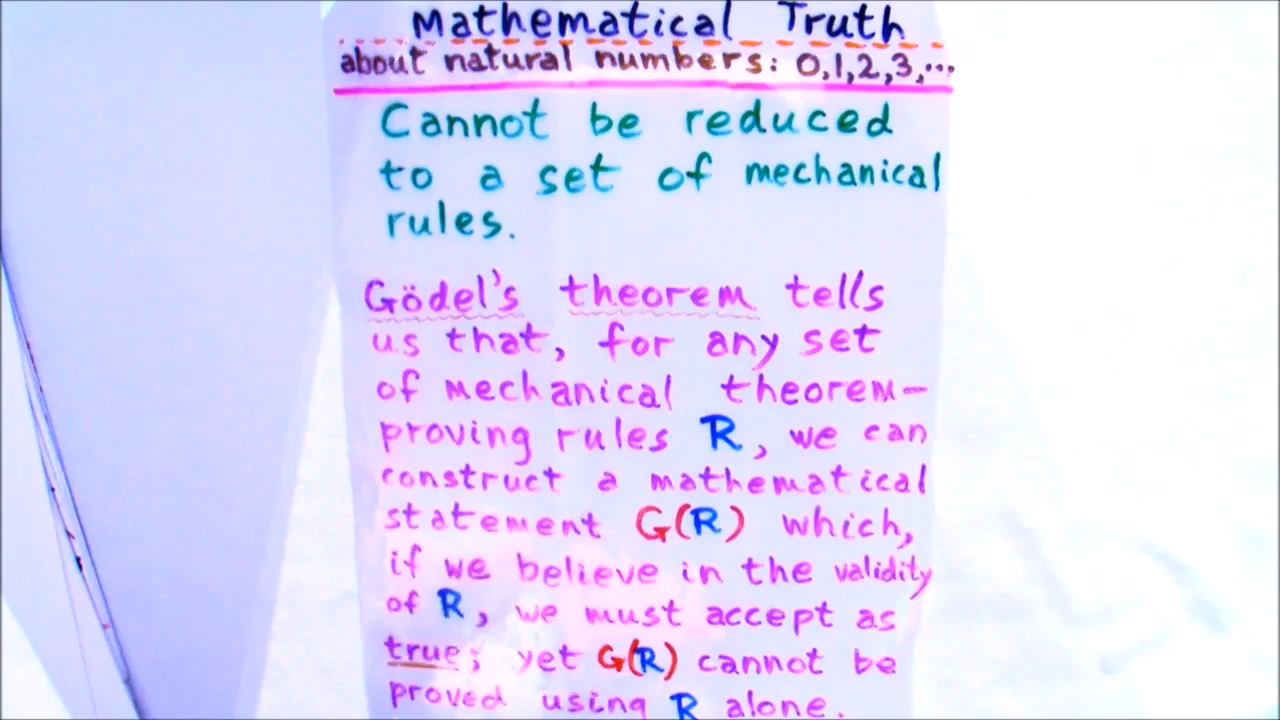 Mathematical Truth
about natural numbers: 0,1,2,3,...
Cannot be reduced
to a set of mechanical
rules.
Gödel's theorem tells
us that, for any set
of mechanical theorem-
proving rules R, we can
construct a mathematical
statement G(R) which,
if we believe in the validity
of R, we must accept as
true; yet G(R) cannot be
proved using R alone.